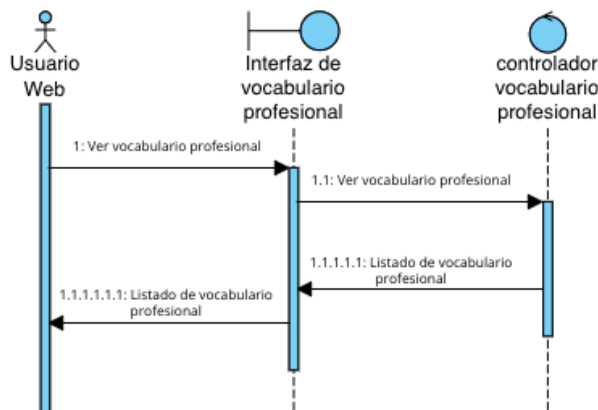 Usuario
Web
Interfaz de
vocabulario
profesional
controlador
vocabulario
profesional
1: Ver vocabulario profesional
1.1: Ver vocabulario profesional
1.1.1.1.1: Listado de vocabulario
profesional
1.1.1.1.1.1: Listado de vocabulario
profesional